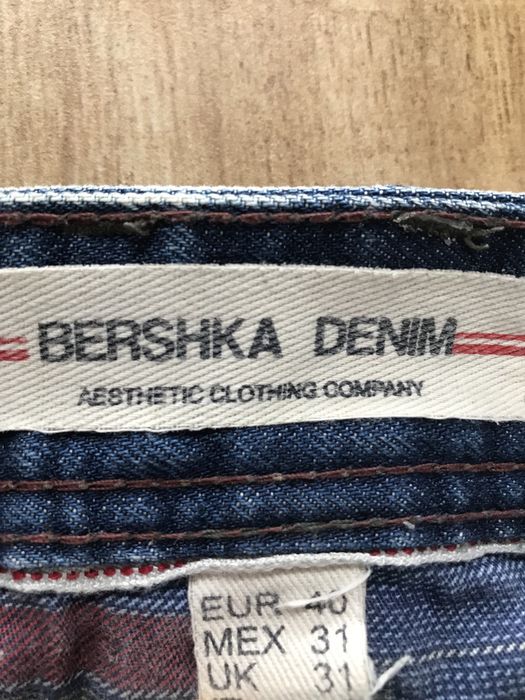 BERSHKA DENIM
AESTHETIC CLOTHING COMPANY
EUR 40
MEX 31
UK 31